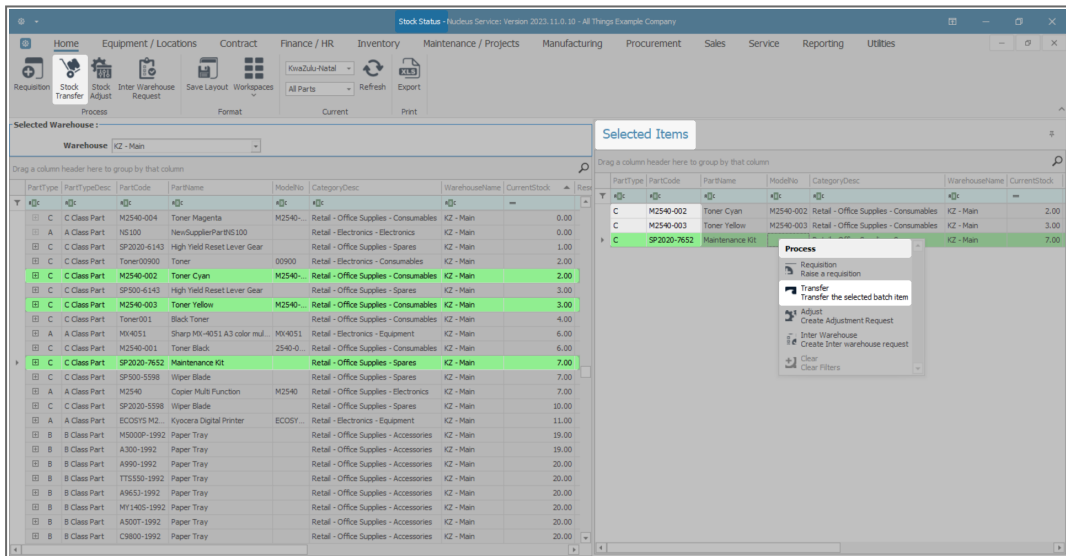 Stock Status - Nucleus Service: Version 2023.11.0.10 - All Things Example Company
Home Equipment / Locations Contract Finance / HR Inventory Maintenance / Projects Manufacturing Procurement Sales Service Reporting Utilities
Requisition Stock Transfer Stock Adjust Inter Warehouse Request Save Layout Workspaces KwaZulu-Natal All Parts Refresh XLS Export
Process Format Current Print
Selected Warehouse :
Warehouse KZ - Main
Drag a column header here to group by that column
PartType PartTypeDesc PartCode PartName ModelNo CategoryDesc WarehouseName CurrentStock Rese
C C Class Part M2540-004 Toner Magenta M2540-... Retail - Office Supplies - Consumables KZ - Main 0.00
A A Class Part NS100 NewSupplierPartNS100 Retail - Electronics - Electronics KZ - Main 0.00
C C Class Part SP2020-6143 High Yield Reset Lever Gear Retail - Office Supplies - Spares KZ - Main 1.00
C C Class Part Toner00900 Toner 00900 Retail - Electronics - Consumables KZ - Main 2.00
C C Class Part M2540-002 Toner Cyan M2540-... Retail - Office Supplies - Consumables KZ - Main 2.00
C C Class Part SP500-6143 High Yield Reset Lever Gear Retail - Office Supplies - Spares KZ - Main 3.00
C C Class Part M2540-003 Toner Yellow M2540-... Retail - Office Supplies - Consumables KZ - Main 3.00
C C Class Part Toner001 Black Toner Retail - Office Supplies - Consumables KZ - Main 4.00
A A Class Part MX4051 Sharp MX-4051 A3 color mul... MX4051 Retail - Electronics - Equipment KZ - Main 6.00
C C Class Part M2540-001 Toner Black 2540-0... Retail - Office Supplies - Consumables KZ - Main 6.00
C C Class Part SP2020-7652 Maintenance Kit Retail - Office Supplies - Spares KZ - Main 7.00
C C Class Part SP500-5598 Wiper Blade Retail - Office Supplies - Spares KZ - Main 7.00
A A Class Part M2540 Copier Multi Function M2540 Retail - Office Supplies - Electronics KZ - Main 7.00
C C Class Part SP2020-5598 Wiper Blade Retail - Office Supplies - Spares KZ - Main 10.00
A A Class Part ECOSYS M2... Kyocera Digital Printer ECOSY... Retail - Electronics - Equipment KZ - Main 11.00
B B Class Part M5000P-1992 Paper Tray Retail - Office Supplies - Accessories KZ - Main 19.00
B B Class Part A300-1992 Paper Tray Retail - Office Supplies - Accessories KZ - Main 19.00
B B Class Part A990-1992 Paper Tray Retail - Office Supplies - Accessories KZ - Main 20.00
B B Class Part TTS550-1992 Paper Tray Retail - Office Supplies - Accessories KZ - Main 20.00
B B Class Part A965J-1992 Paper Tray Retail - Office Supplies - Accessories KZ - Main 20.00
B B Class Part MY140S-1992 Paper Tray Retail - Office Supplies - Accessories KZ - Main 20.00
B B Class Part A500T-1992 Paper Tray Retail - Office Supplies - Accessories KZ - Main 20.00
B B Class Part C9800-1992 Paper Tray Retail - Office Supplies - Accessories KZ - Main 20.00
Selected Items
Drag a column header here to group by that column
PartType PartCode PartName ModelNo CategoryDesc WarehouseName CurrentStock
C M2540-002 Toner Cyan M2540-002 Retail - Office Supplies - Consumables KZ - Main 2.00
C M2540-003 Toner Yellow M2540-003 Retail - Office Supplies - Consumables KZ - Main 3.00
C SP2020-7652 Maintenance Kit KZ - Main 7.00
Process
Requisition
Raise a requisition
Transfer
Transfer the selected batch item
Adjust
Create Adjustment Request
Inter Warehouse
Create Inter warehouse request
Clear
Clear Filters